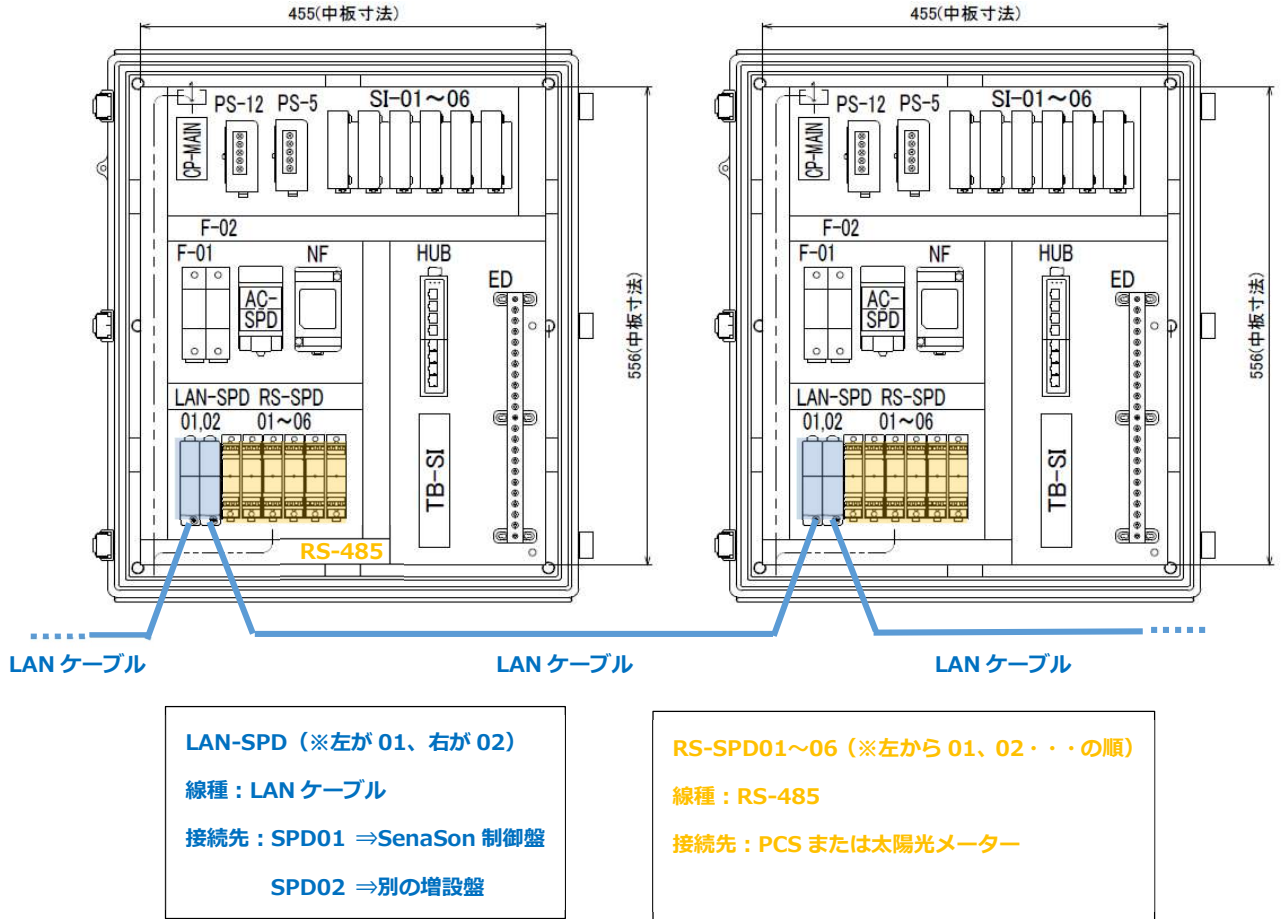 455(中板寸法)
PS-12 PS-5
SI-01～06
CP-MAIN
F-02
F-01
NF
HUB
ED
AC-
SPD
LAN-SPD RS-SPD
01,02
01～06
TB-SI
RS-485
556(中板寸法)
455(中板寸法)
PS-12 PS-5
SI-01～06
CP-MAIN
F-02
F-01
NF
HUB
ED
AC-
SPD
LAN-SPD RS-SPD
01,02
01～06
TB-SI
556(中板寸法)
LAN ケーブル
LAN ケーブル
LAN ケーブル
LAN-SPD（※左が 01、右が 02）
線種：LAN ケーブル
接続先：SPD01 ⇒SenaSon 制御盤
SPD02 ⇒別の増設盤
RS-SPD01～06（※左から 01、02・・・の順）
線種：RS-485
接続先：PCS または太陽光メーター